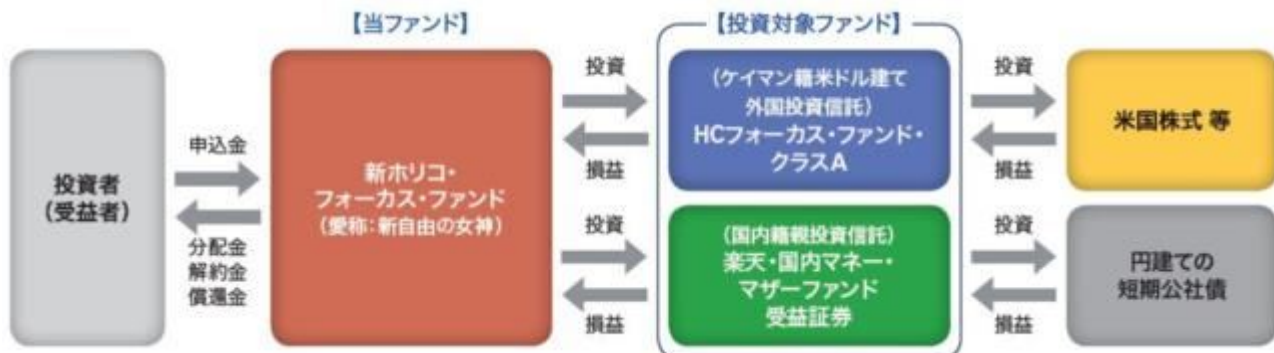 【当ファンド】
【投資対象ファンド】
投資者
（受益者）
申込金
分配金
解約金
償還金
新ホリコ・
フォーカス・ファンド
（愛称：新自由の女神）
投資
損益
投資
損益
（ケイマン籍米ドル建て
外国投資信託）
HCフォーカス・ファンド・
クラスA
（国内籍親投資信託）
楽天・国内マネー・
マザーファンド
受益証券
投資
損益
投資
損益
米国株式 等
円建ての
短期公社債